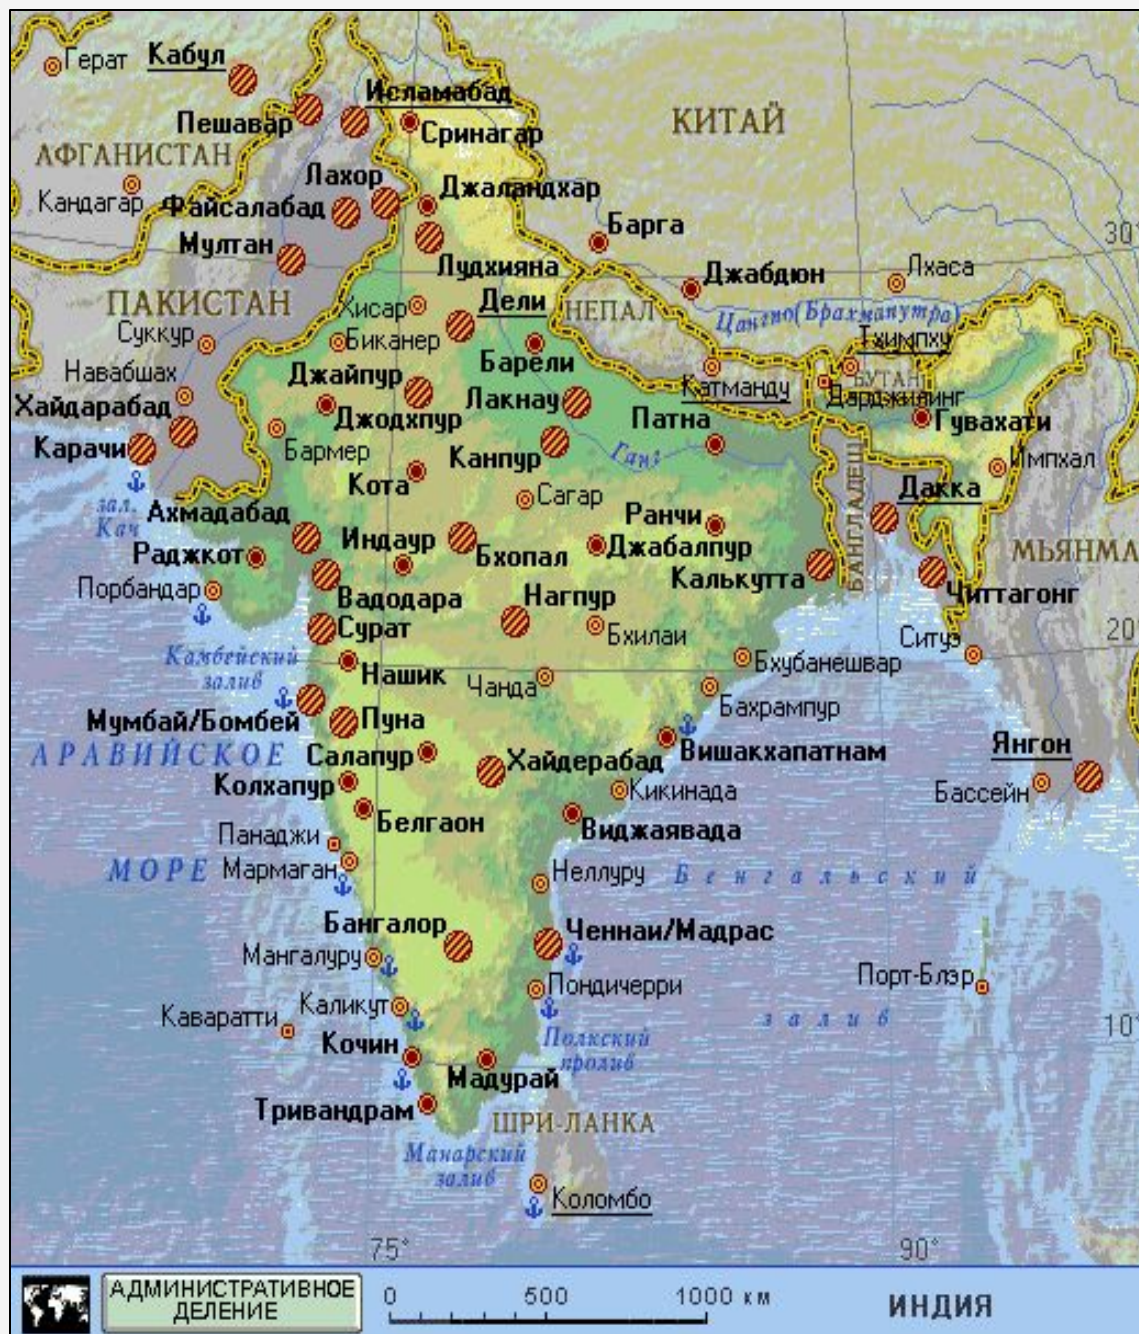 Герат
Кабул
Исламабад
КИТАЙ
Пешавар
Сринагар
АФГАНИСТАН
Лахор
Джаландхар
Кандагар
Файсалабад
Барга
30°
Мултан
Лудхияна
Джабдюн
Лхаса
ПАКИСТАН
Хисар
Дели
НЕПАЛ
Цангпо(Брахмапутра)
Суккур
Биканер
Барели
Тхимпху
Навабшах
Джайпур
Катманду
БУТАН
Дарджилинг
Хайдарабад
Джодхпур
Лакнау
Патна
Гувахати
Карачи
Бармер
Канпур
Ганг
Импхал
зал.
Кач
Кота
Сагар
БАНГЛАДЕШ
Дакка
Ахмадабад
Индаур
Бхопал
Ранчи
Раджкот
Джабалпур
МЬЯНМА
Порбандар
Вадодара
Нагпур
Калькутта
Читтагонг
Сурат
Бхилаи
Ситуэ
20
Камбейский
залив
Нашик
Чанда
Бхубанешвар
Мумбай/Бомбей
Пуна
Бахрампур
АРАВИЙСКОЕ
Салапур
Хайдерабад
Вишакхапатнам
Янгон
Колхапур
Кикинада
Бассейн
Белгаон
Виджаявада
Панаджи
МОРЕ
Мармаган
Неллуру
Бенгальский
Бангалор
Ченнаи/Мадрас
Мангалуру
Пондичерри
Порт-Блэр
Каваратти
Каликут
залив
10°
Кочин
Полкский
пролив
Мадурай
Тривандрам
ШРИ-ЛАНКА
Манарский
залив
Коломбо
75°
90°
АДМИНИСТРАТИВНОЕ
ДЕЛЕНИЕ
0 500 1000 км
ИНДИЯ